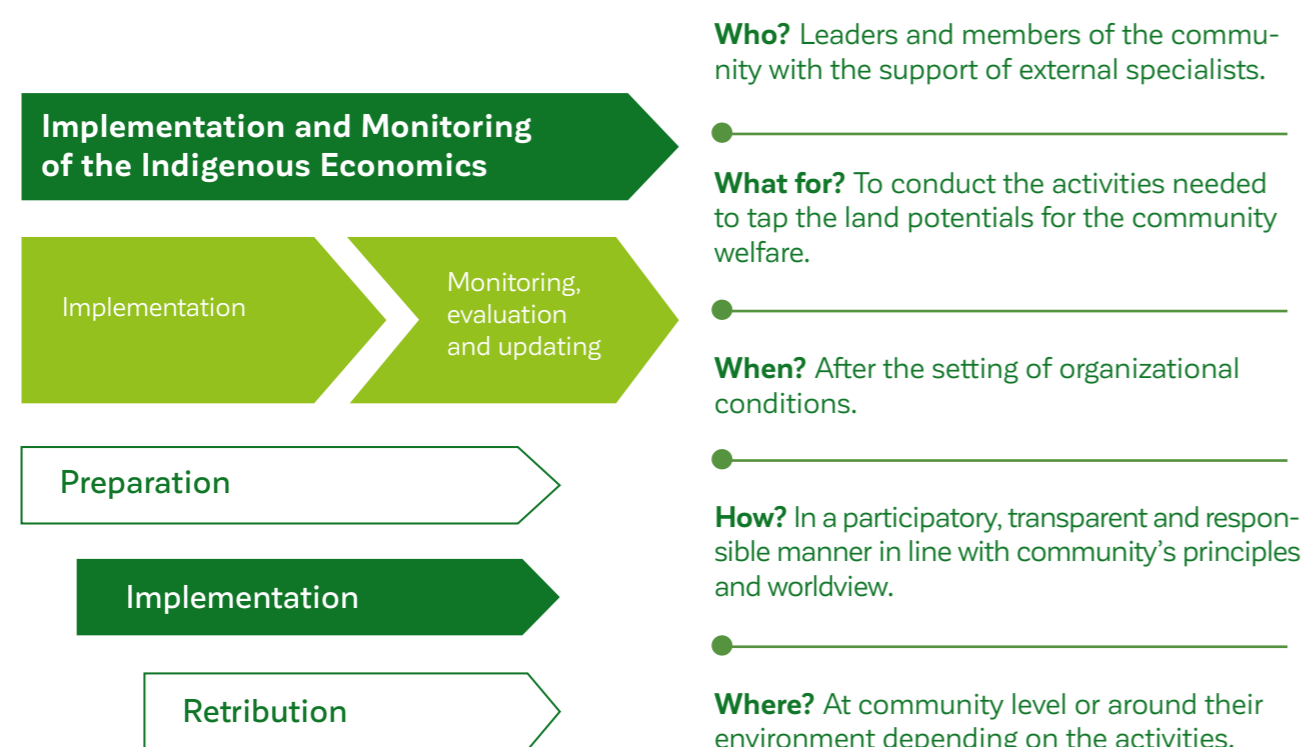 Implementation and Monitoring
of the Indigenous Economics
Implementation
Monitoring,
evaluation
and updating
Preparation
Implementation
Retribution
Who? Leaders and members of the commu-
nity with the support of external specialists.
What for? To conduct the activities needed
to tap the land potentials for the community
welfare.
When? After the setting of organizational
conditions.
How? In a participatory, transparent and respon-
sible manner in line with community's principles
and worldview.
Where? At community level or around their
environment depending on the activities.